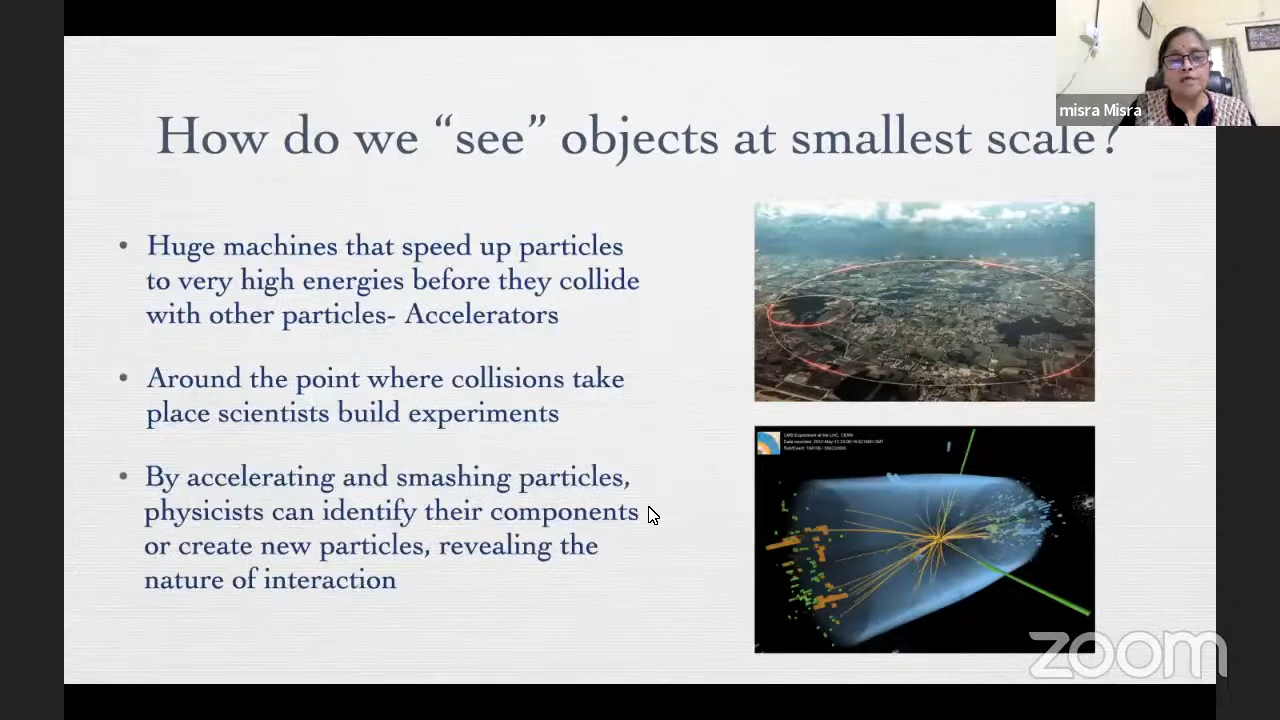 misra Misra
How do we “see” objects at smallest scale?
• Huge machines that speed up particles
to very high energies before they collide
with other particles- Accelerators
• Around the point where collisions take
place scientists build experiments
• By accelerating and smashing particles,
physicists can identify their components
or create new particles, revealing the
nature of interaction
CMS Experiment at the LHC, CERN
zoom